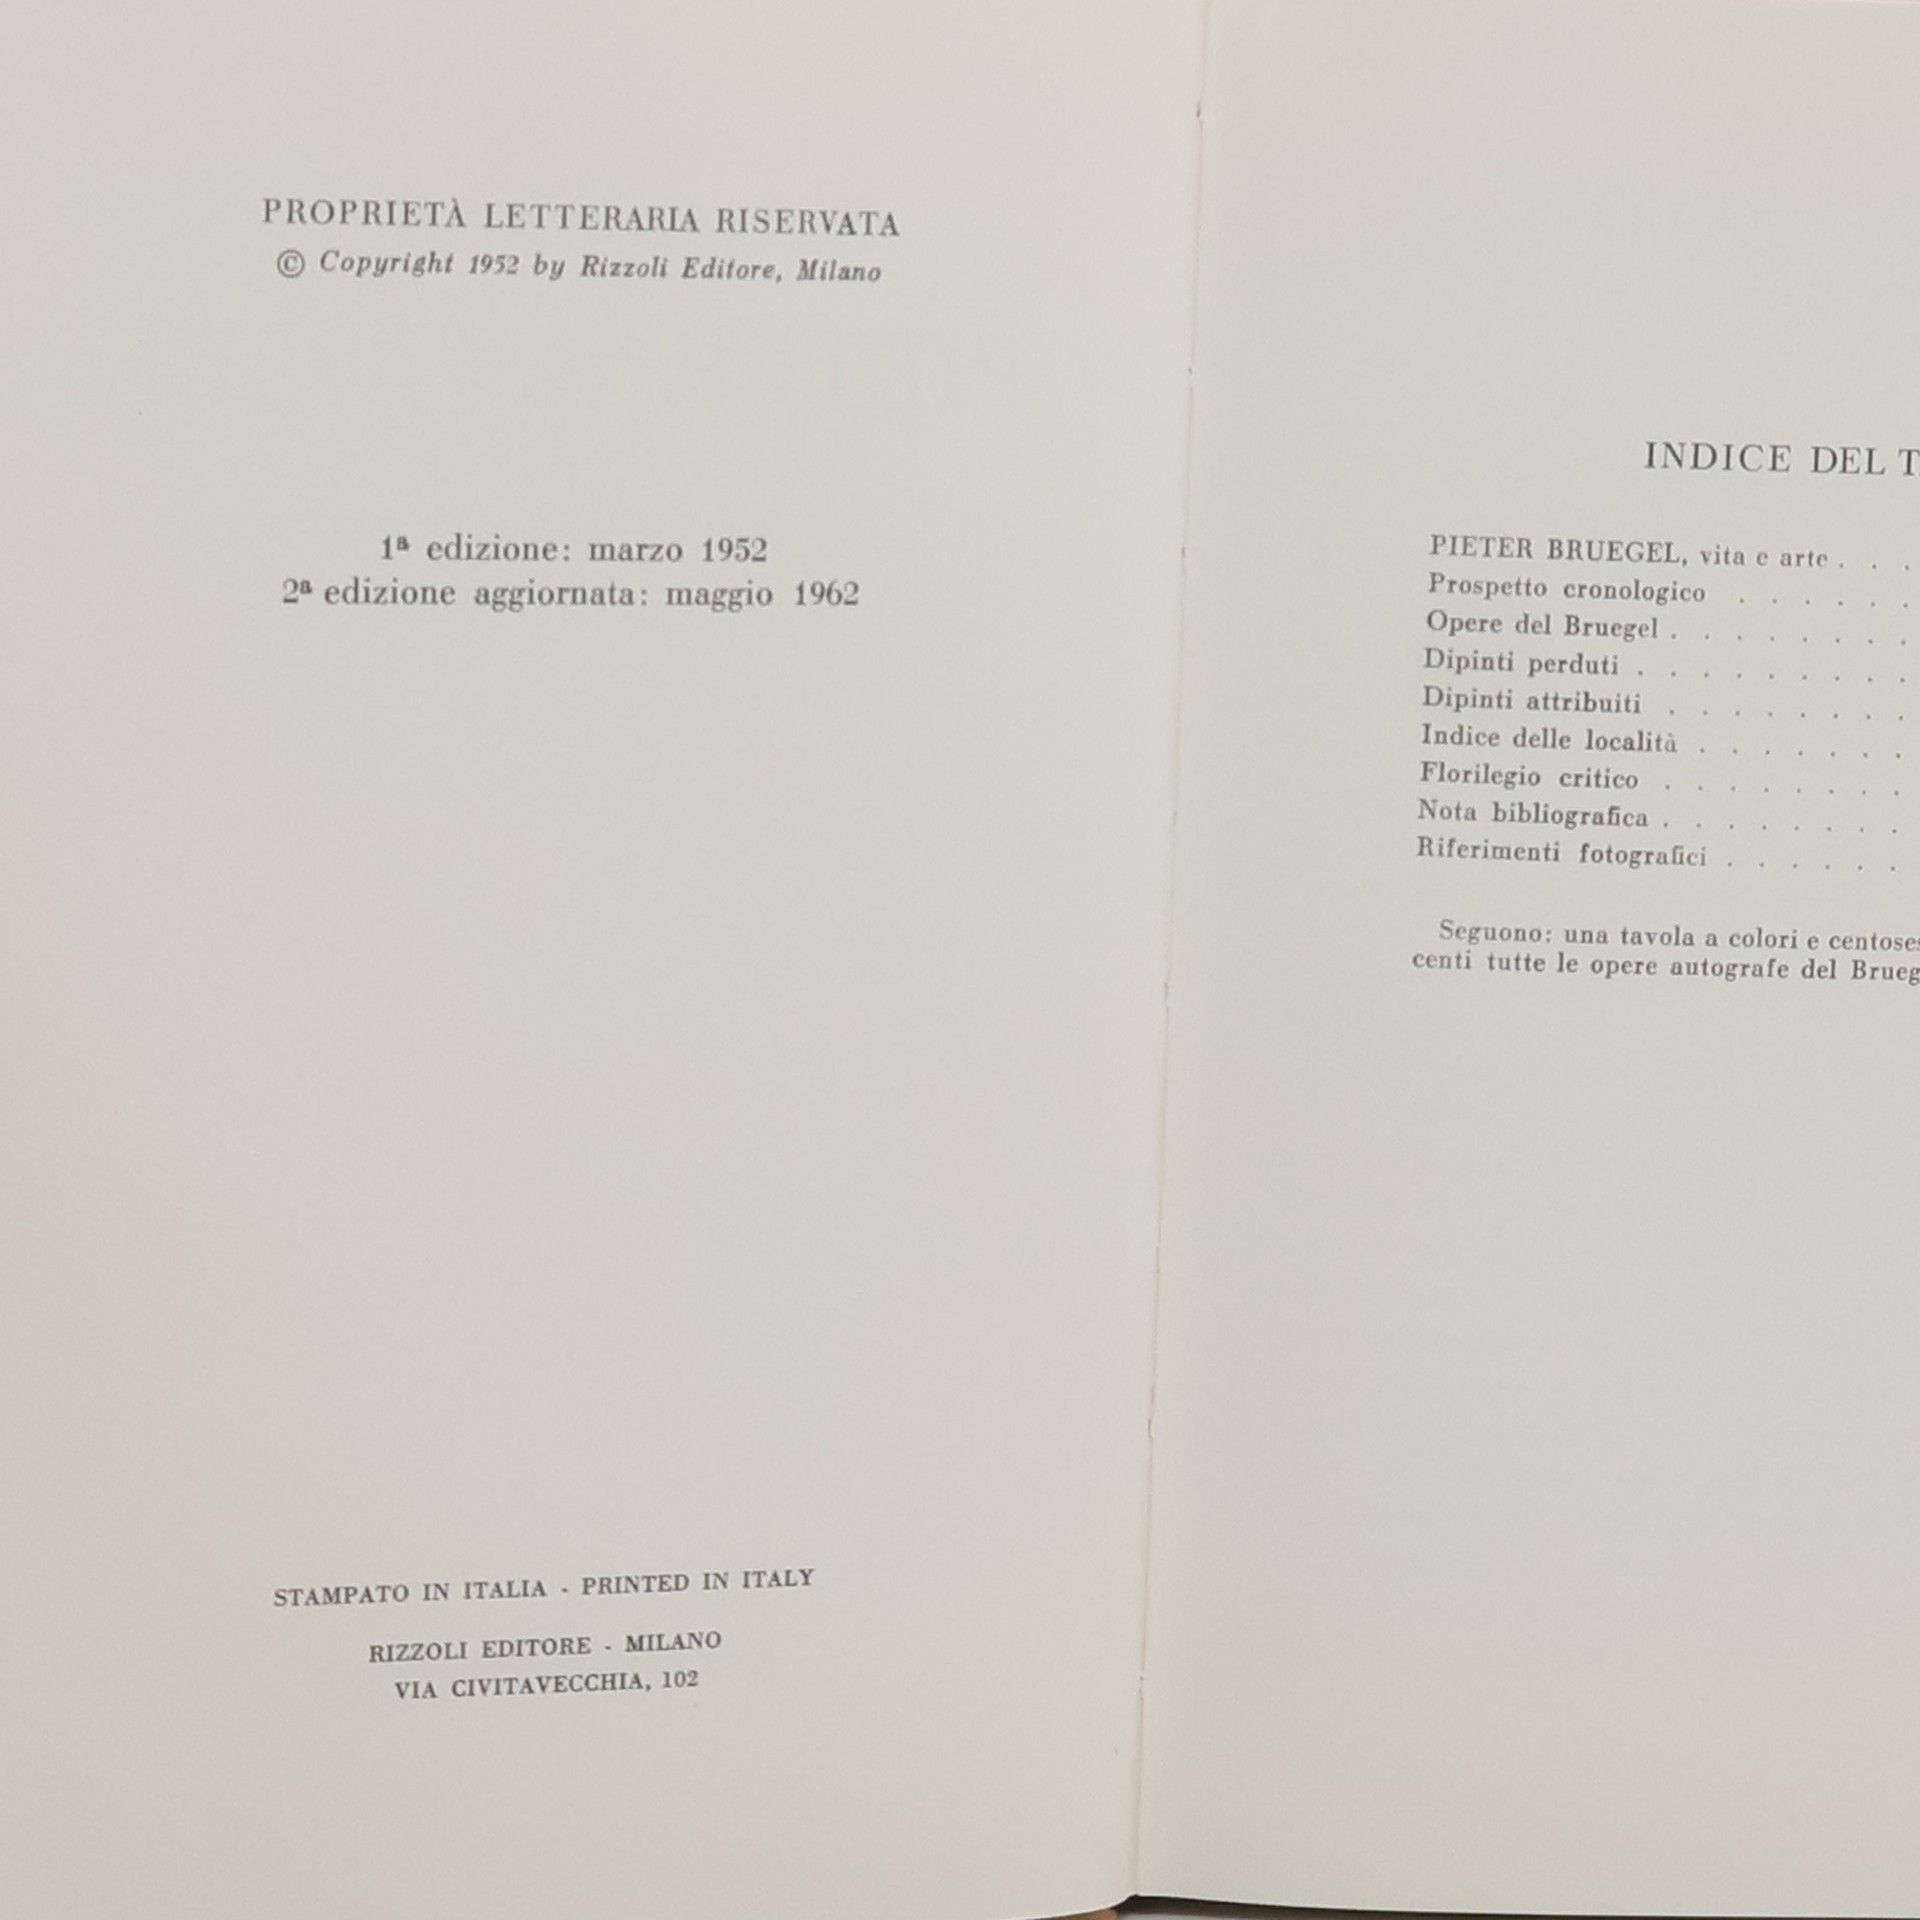 PROPRIETÀ LETTERARIA RISERVATA
© Copyright 1952 by Rizzoli Editore, Milano
1ª edizione: marzo 1952
2ª edizione aggiornata: maggio 1962
STAMPATO IN ITALIA - PRINTED IN ITALY
RIZZOLI EDITORE - MILANO
VIA CIVITAVECCHIA, 102
INDICE DEL
PIETER BRUEGEL, vita e arte . . .
Prospetto cronologico . . . . . .
Opere del Bruegel . . . . . . . .
Dipinti perduti . . . . . . . . .
Dipinti attribuiti . . . . . . . .
Indice delle località . . . . . . .
Florilegio critico . . . . . . . .
Nota bibliografica . . . . . . . .
Riferimenti fotografici . . . . . .
Seguono: una tavola a colori e
centi tutte le opere autografe del